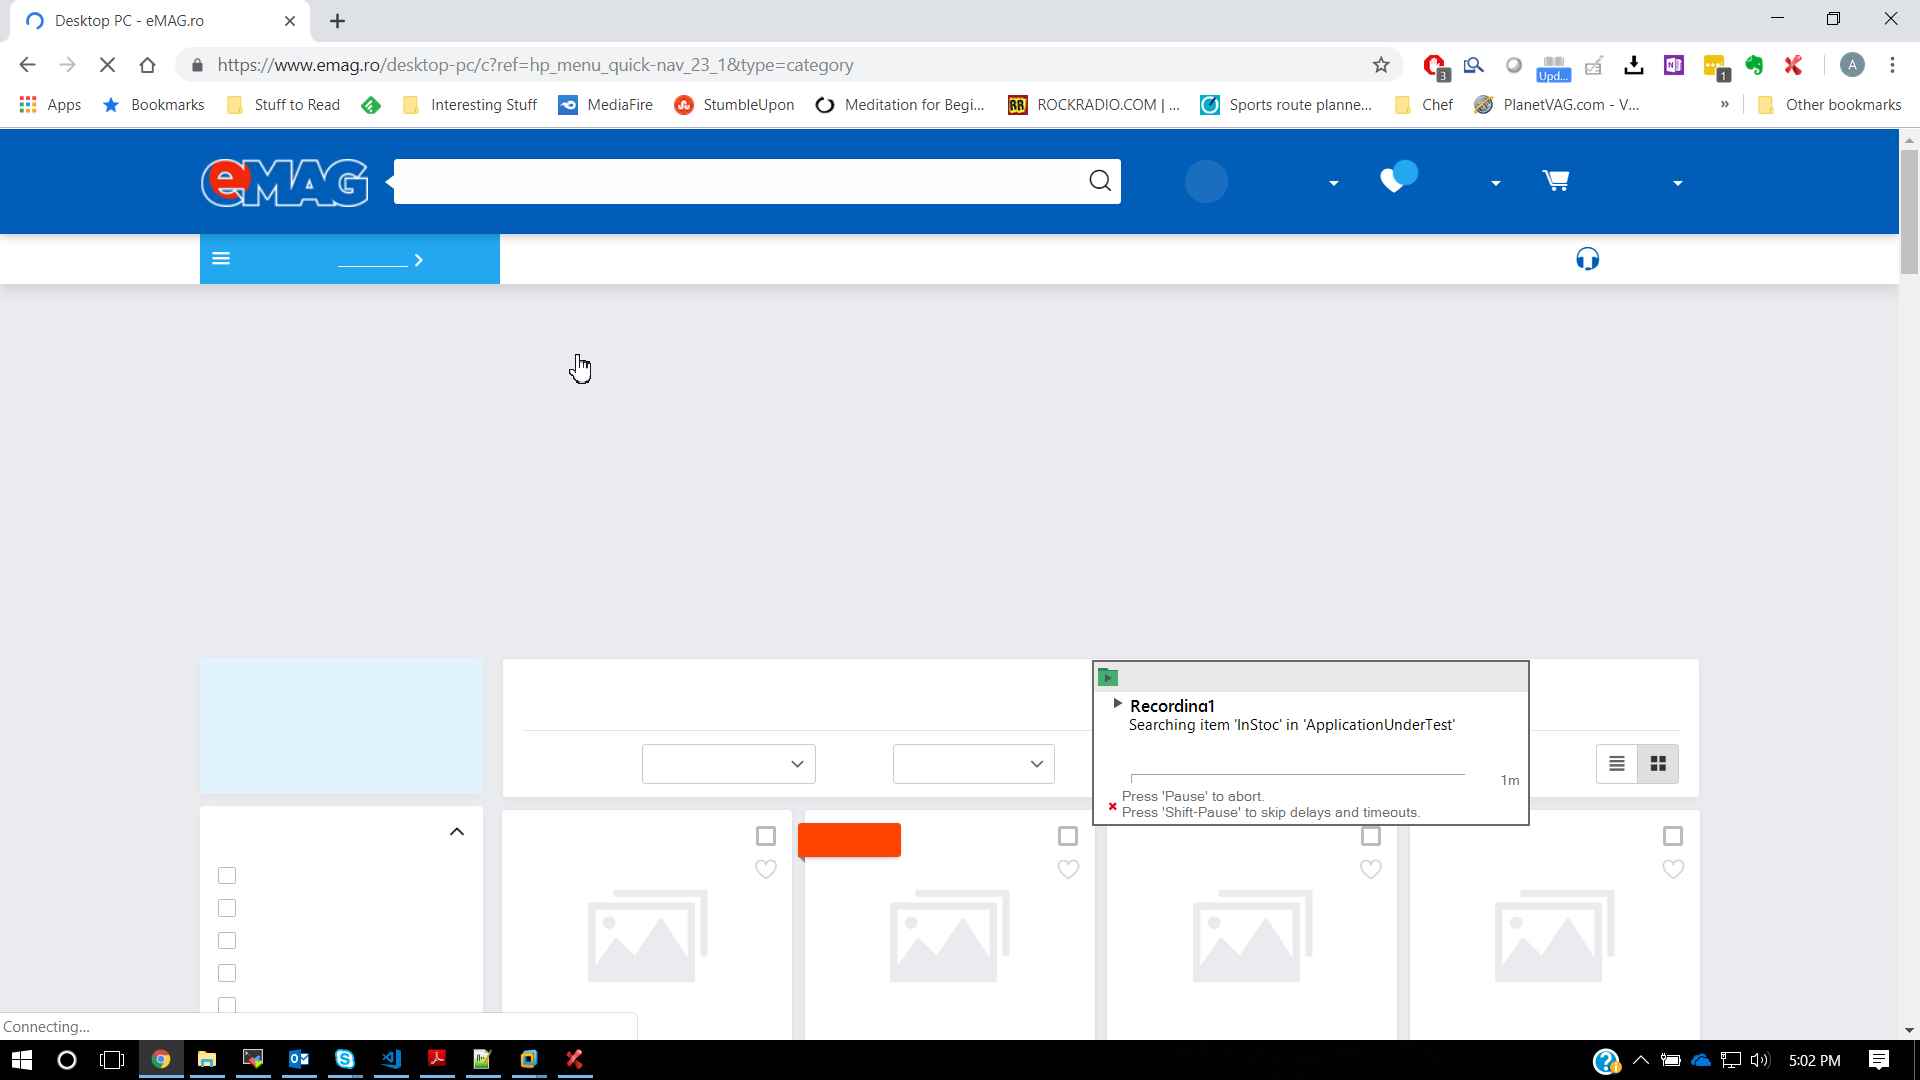 Desktop PC - eMAG.ro
https://www.emag.ro/desktop-pc/c?ref=hp_menu_quick-nav_23_1&type=category
3
Upd...
1
A
Apps
Bookmarks
Stuff to Read
Interesting Stuff
MediaFire
StumbleUpon
Meditation for Begi...
ROCKRADIO.COM | ...
Sports route planne...
Chef
PlanetVAG.com - V...
»
Other bookmarks
eMAG
Recording1
Searching item 'InStoc' in 'ApplicationUnderTest'
1m
Press 'Pause' to abort.
Press 'Shift-Pause' to skip delays and timeouts.
Connecting...
5:02 PM